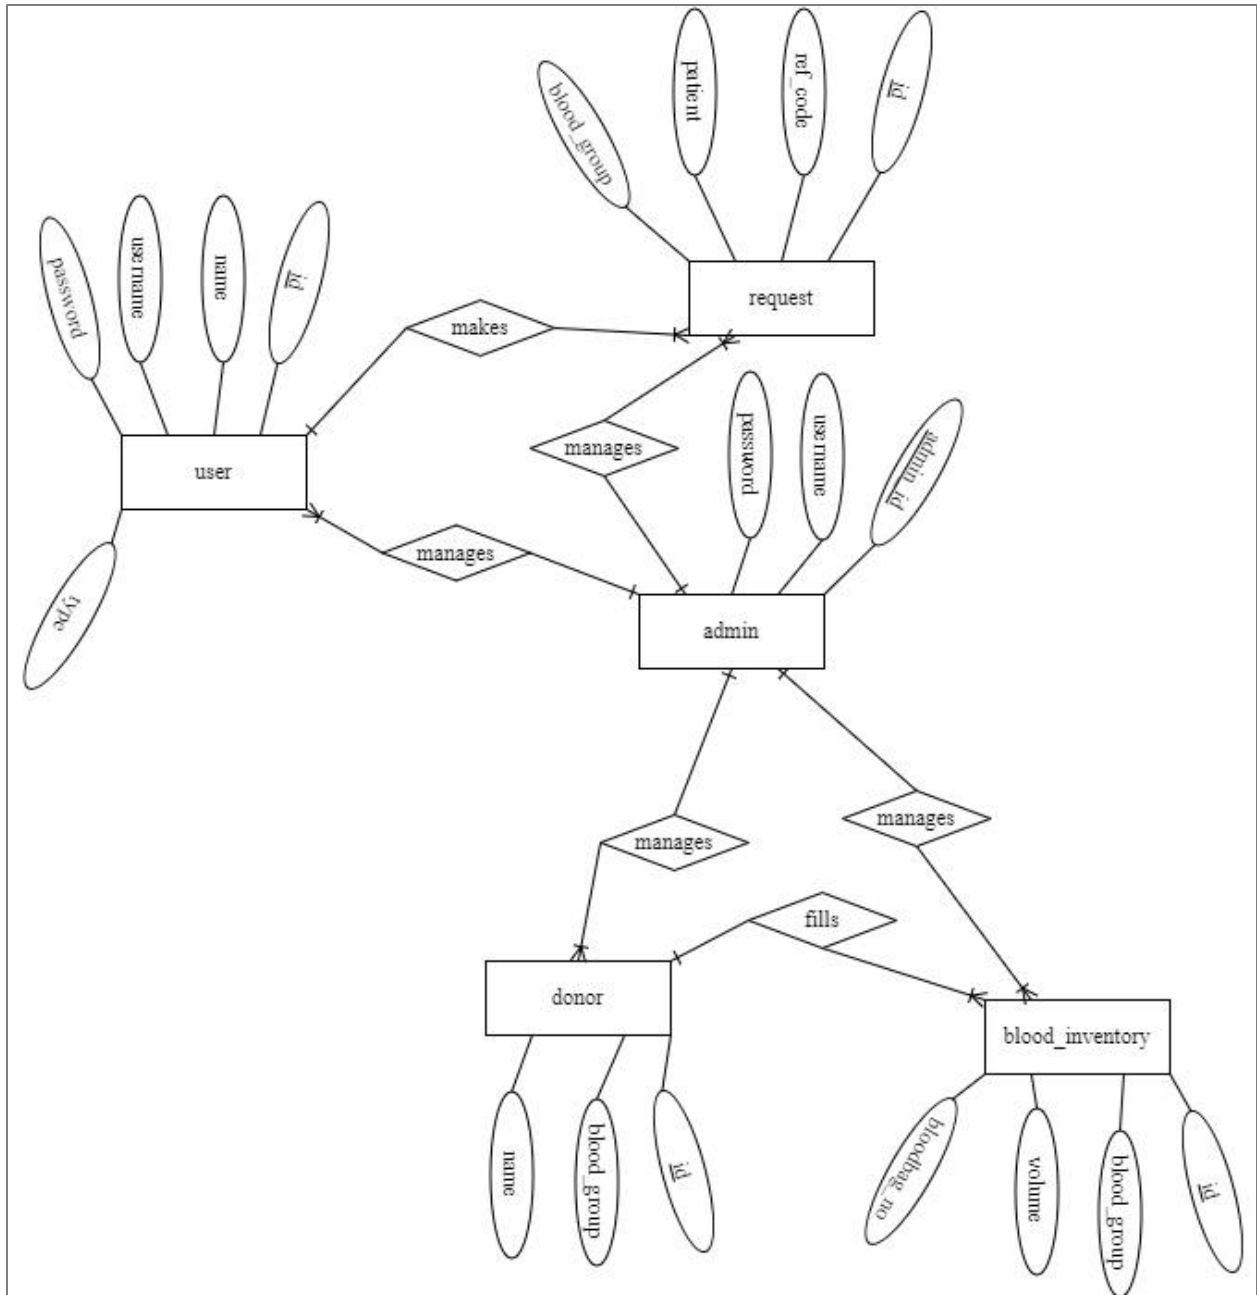 blood_group
patient
ref_code
id
request
password
username
name
id
makes
user
type
manages
password
username
admin_id
manages
admin
manages
manages
fills
donor
blood_inventory
name
blood_group
id
bloodbag_no
volume
blood_group
id